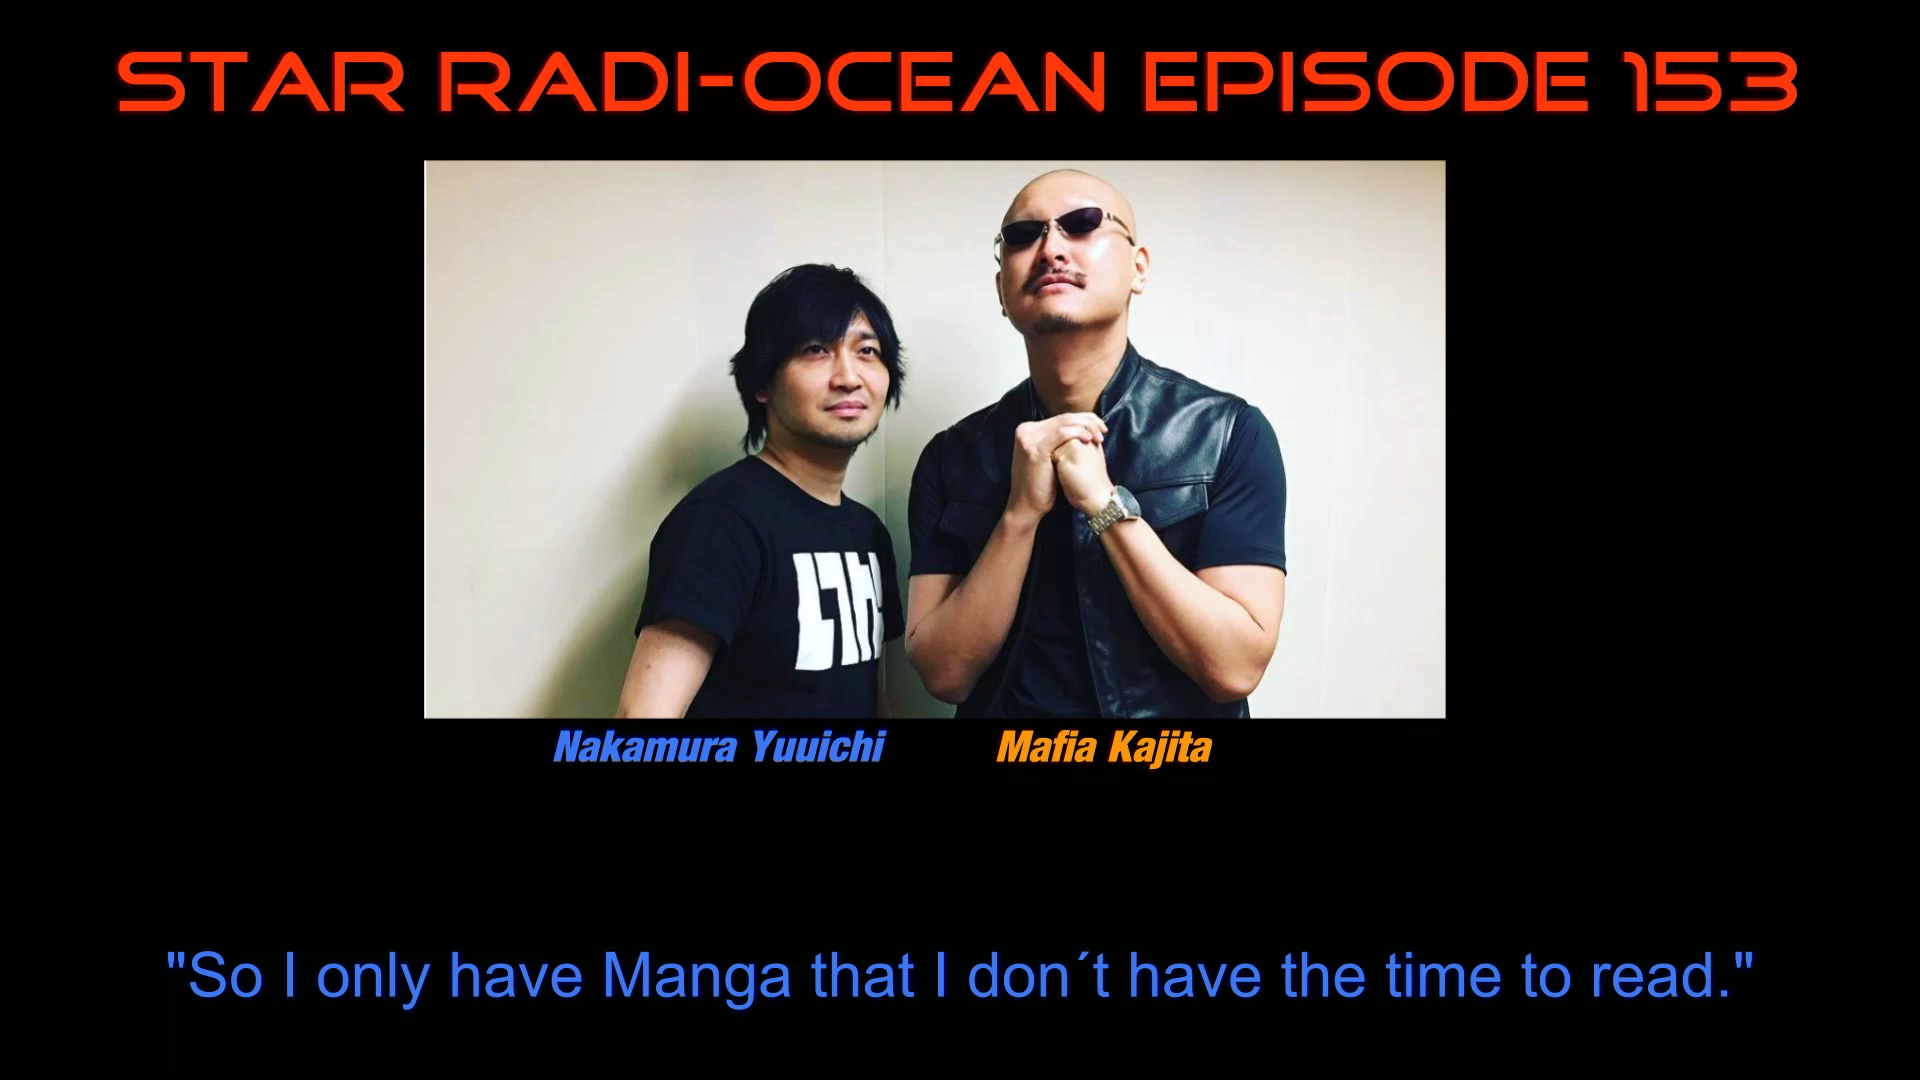 STAR RADI-OCEAN EPISODE 153
Nakamura Yuuichi
Mafia Kajita
"So I only have Manga that I don´t have the time to read."